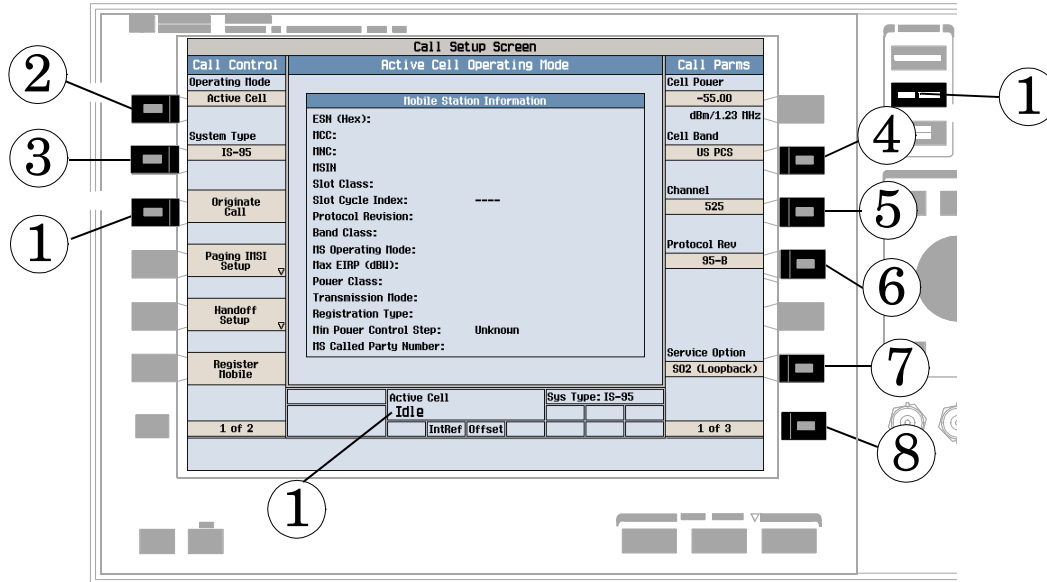 Call Setup Screen
Call Control
Active Cell Operating Mode
Call Parms
Operating Mode
Active Cell
System Type
IS-95
Originate
Call
Paging IMSI
Setup
Handoff
Setup
Register
Mobile
1 of 2
Mobile Station Information
ESN (Hex):
MCC:
MNC:
MSIN
Slot Class:
Slot Cycle Index: ----
Protocol Revision:
Band Class:
MS Operating Mode:
Max EIRP (dBW):
Power Class:
Transmission Mode:
Registration Type:
Min Power Control Step: Unknown
MS Called Party Number:
Active Cell
Idle
Sys Type: IS-95
IntRef Offset
Cell Power
-55.00
dBm/1.23 MHz
Cell Band
US PCS
Channel
525
Protocol Rev
95-B
Service Option
SO2 (Loopback)
1 of 3
2
3
1
1
1
4
5
6
7
8